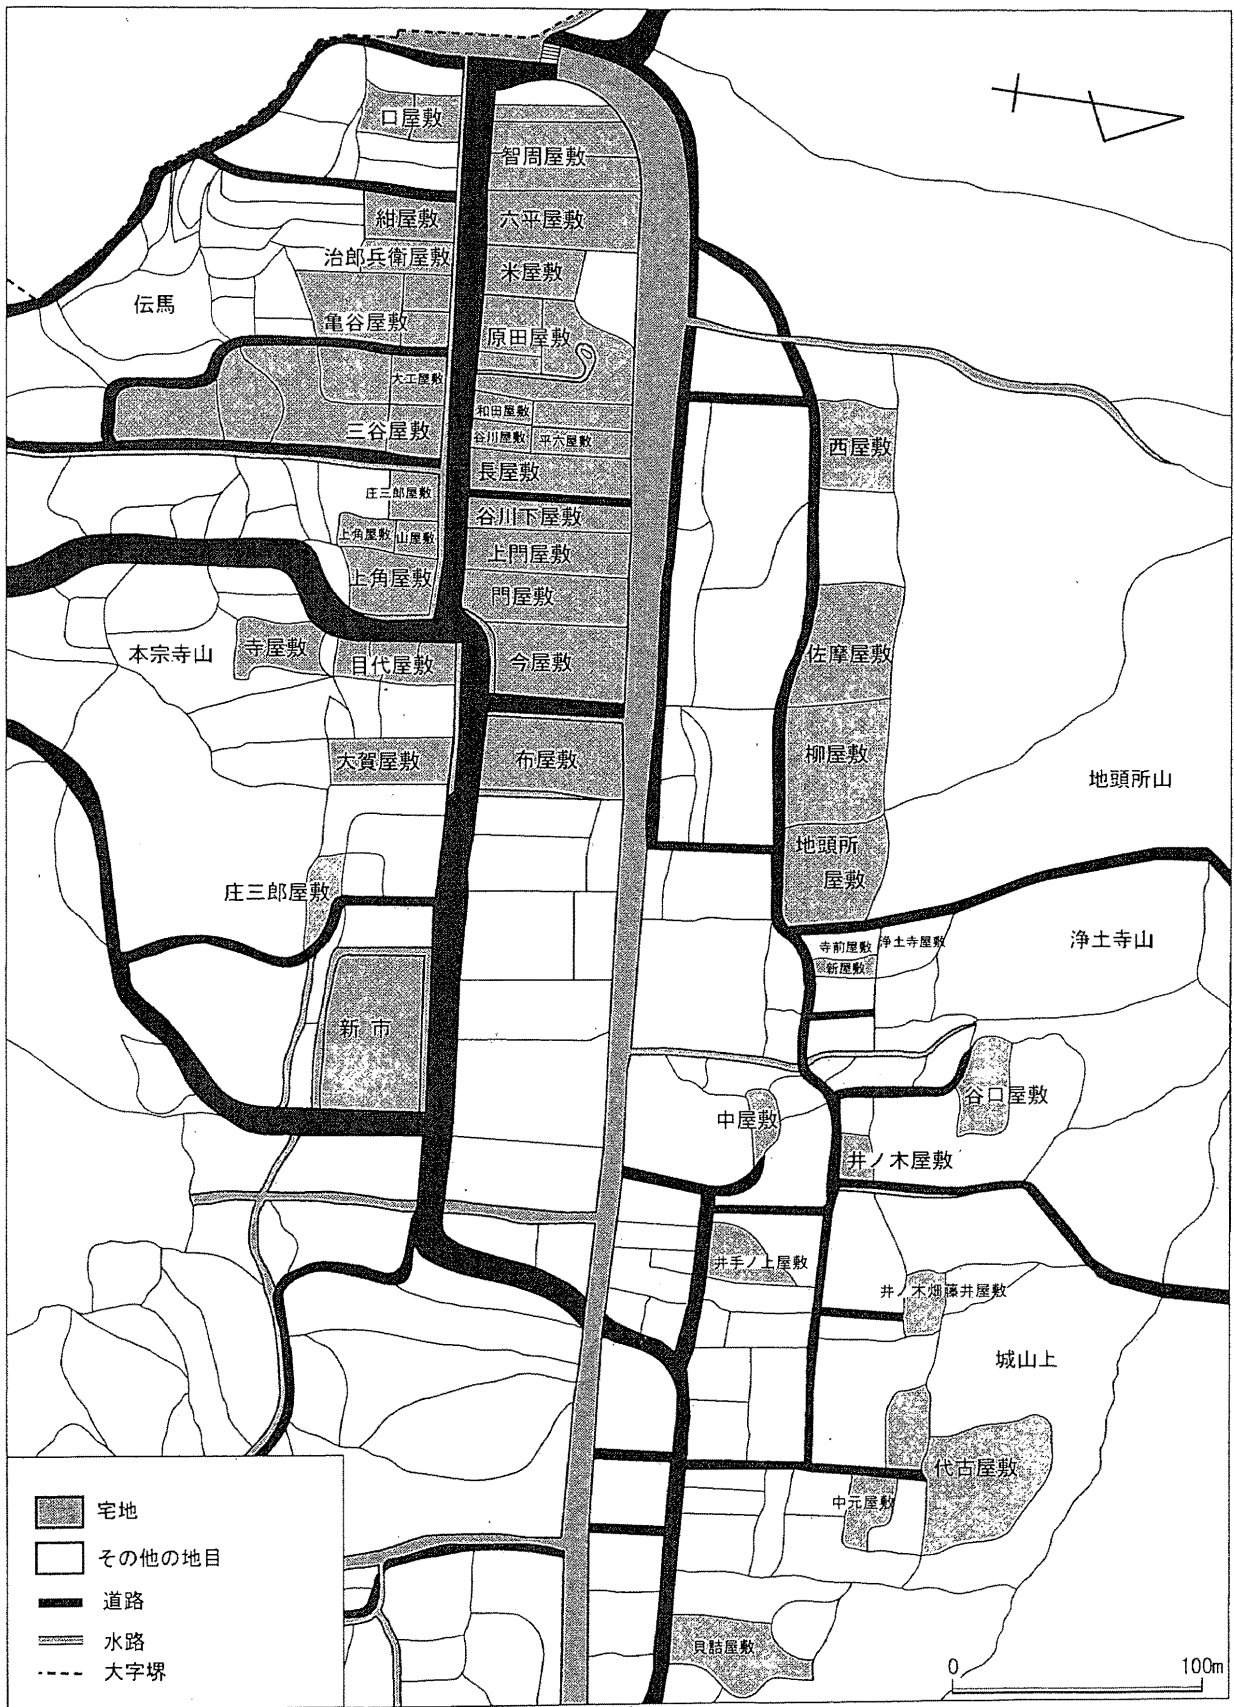 口屋敷
智周屋敷
紺屋敷
六平屋敷
治郎兵衛屋敷
米屋敷
伝馬
亀谷屋敷
原田屋敷
大工屋敷
和田屋敷
三谷屋敷
谷川屋敷
平六屋敷
西屋敷
長屋敷
庄三郎屋敷
谷川下屋敷
上角屋敷
山屋敷
上門屋敷
上角屋敷
門屋敷
本宗寺山
寺屋敷
目代屋敷
今屋敷
佐摩屋敷
大賀屋敷
布屋敷
柳屋敷
地頭所山
地頭所
屋敷
庄三郎屋敷
寺前屋敷
浄土寺屋敷
浄土寺山
新屋敷
新市
谷口屋敷
中屋敷
井ノ木屋敷
井手ノ上屋敷
井ノ木畑藤井屋敷
城山上
代古屋敷
中元屋敷
貝詰屋敷
宅地
その他の地目
道路
水路
大字堺
0
100m